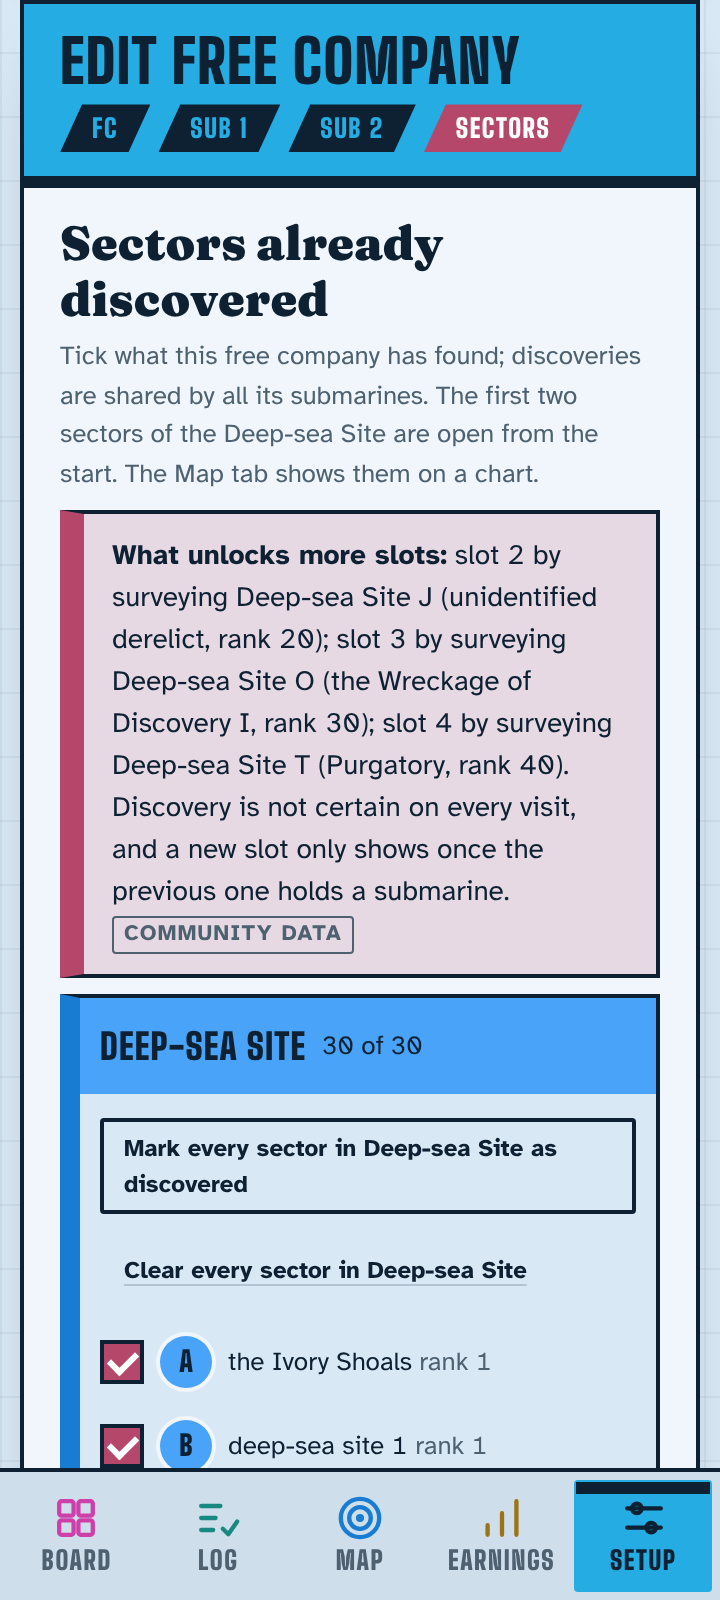 EDIT FREE COMPANY
FC
SUB 1
SUB 2
SECTORS
Sectors already
discovered
Tick what this free company has found; discoveries
are shared by all its submarines. The first two
sectors of the Deep-sea Site are open from the
start. The Map tab shows them on a chart.
What unlocks more slots: slot 2 by
surveying Deep-sea Site J (unidentified
derelict, rank 20); slot 3 by surveying
Deep-sea Site O (the Wreckage of
Discovery I, rank 30); slot 4 by surveying
Deep-sea Site T (Purgatory, rank 40).
Discovery is not certain on every visit,
and a new slot only shows once the
previous one holds a submarine.
COMMUNITY DATA
DEEP-SEA SITE 30 of 30
Mark every sector in Deep-sea Site as
discovered
Clear every sector in Deep-sea Site
A the Ivory Shoals rank 1
B deep-sea site 1 rank 1
BOARD
LOG
MAP
EARNINGS
SETUP